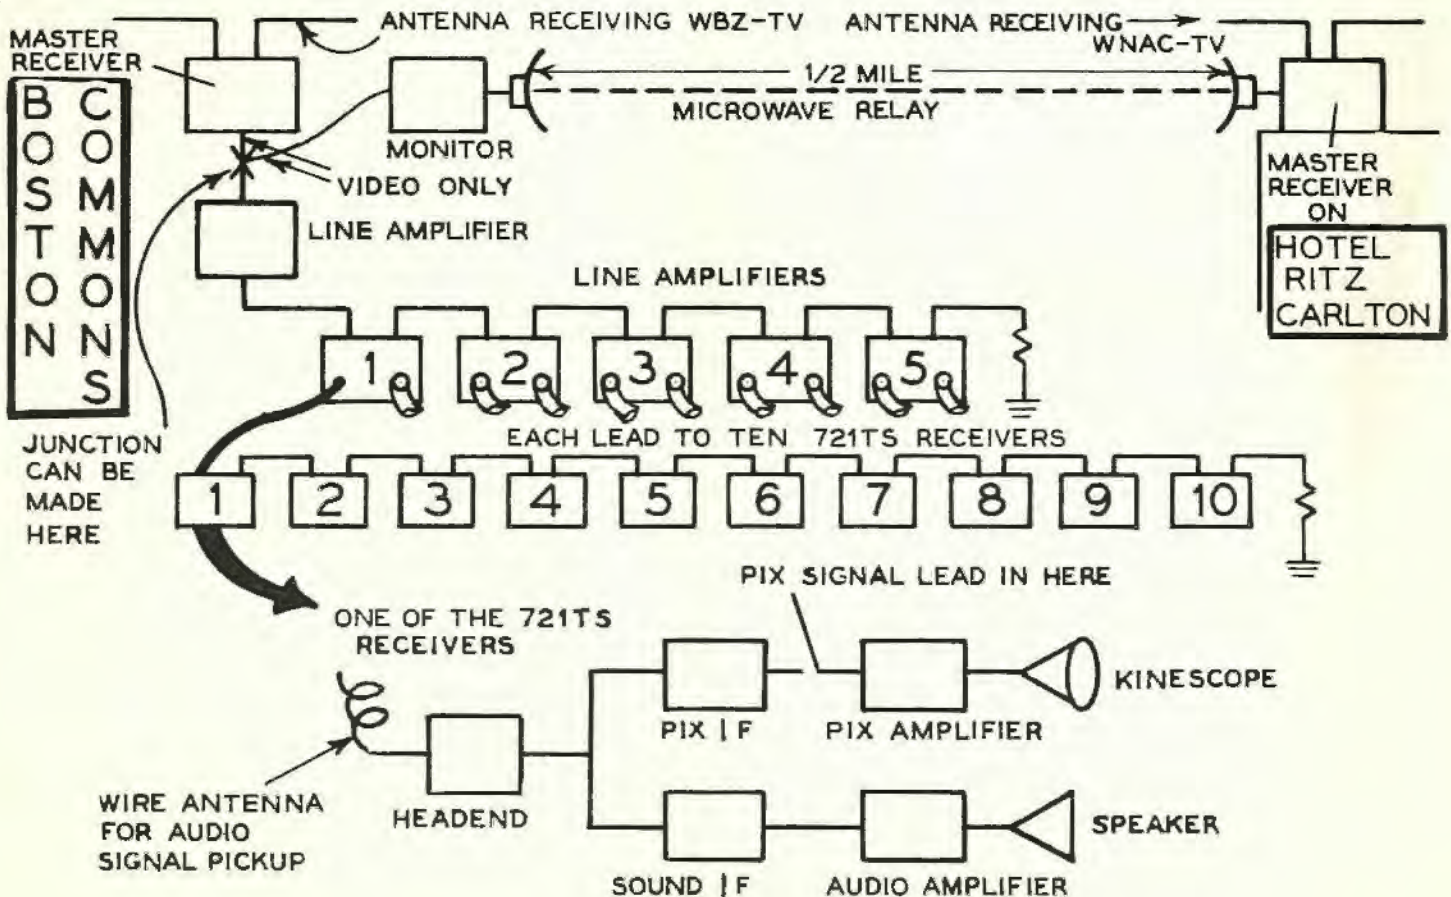 ANTENNA RECEIVING WBZ-TV
ANTENNA RECEIVING
WNAC-TV
MASTER
RECEIVER
BOSTON
COMMONS
1/2 MILE
MICROWAVE RELAY
MONITOR
VIDEO ONLY
LINE AMPLIFIER
MASTER
RECEIVER
ON
HOTEL
RITZ
CARLTON
LINE AMPLIFIERS
1 2 3 4 5
EACH LEAD TO TEN 721TS RECEIVERS
JUNCTION
CAN BE
MADE
HERE
1 2 3 4 5 6 7 8 9 10
PIX SIGNAL LEAD IN HERE
ONE OF THE 721TS
RECEIVERS
KINESCOPE
PIX IF
PIX AMPLIFIER
WIRE ANTENNA
FOR AUDIO
SIGNAL PICKUP
HEADEND
SPEAKER
SOUND IF
AUDIO AMPLIFIER